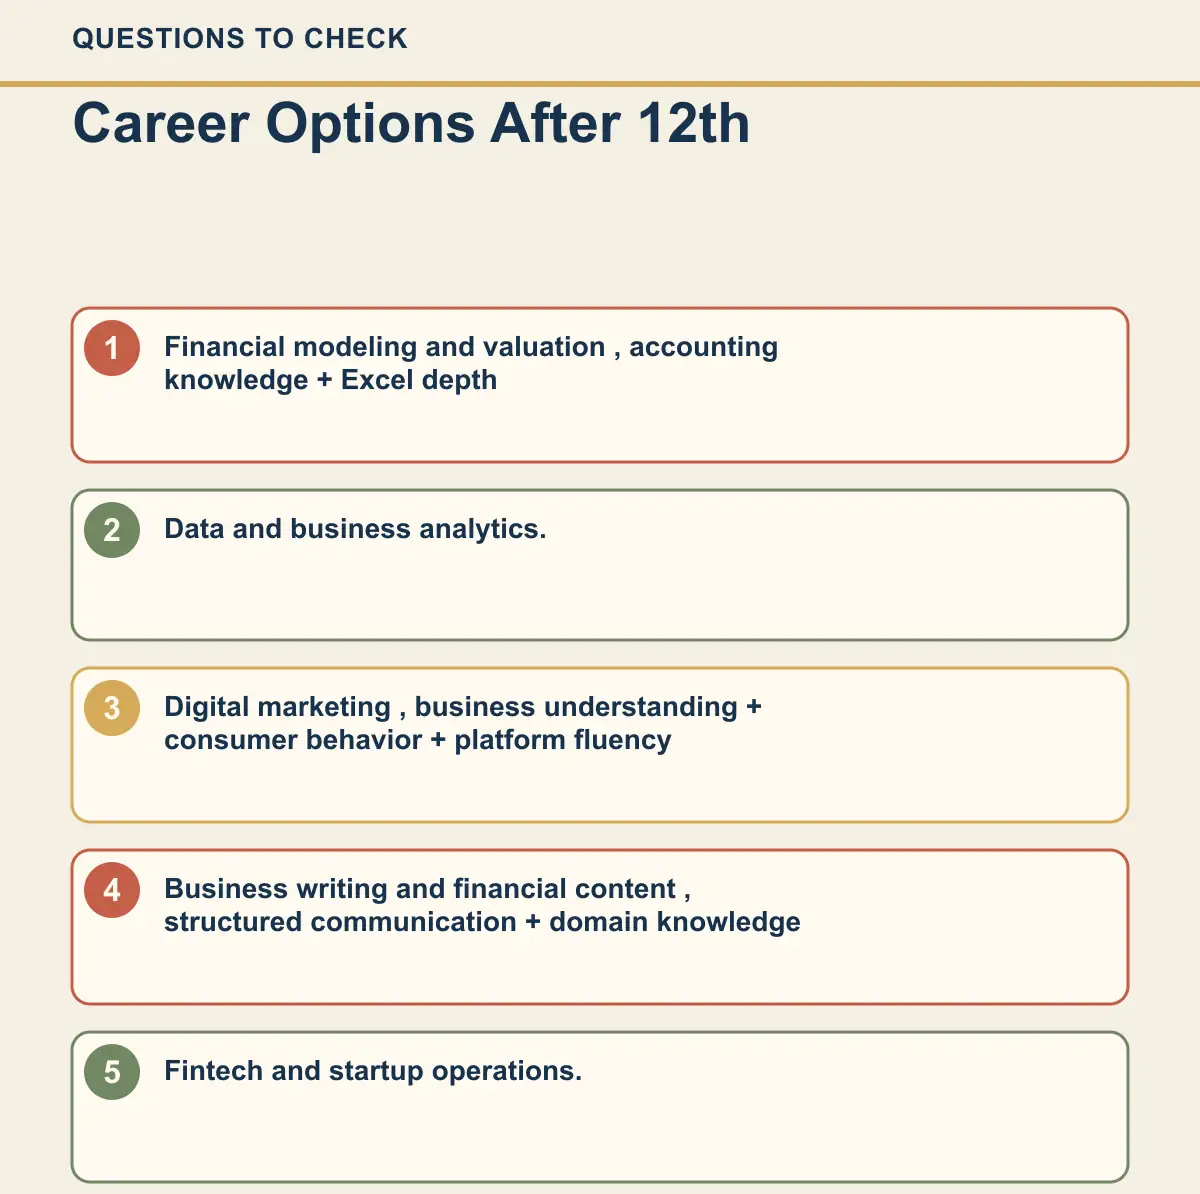 QUESTIONS TO CHECK
Career Options After 12th
1
Financial modeling and valuation , accounting
knowledge + Excel depth
2
Data and business analytics.
3
Digital marketing , business understanding +
consumer behavior + platform fluency
4
Business writing and financial content ,
structured communication + domain knowledge
5
Fintech and startup operations.